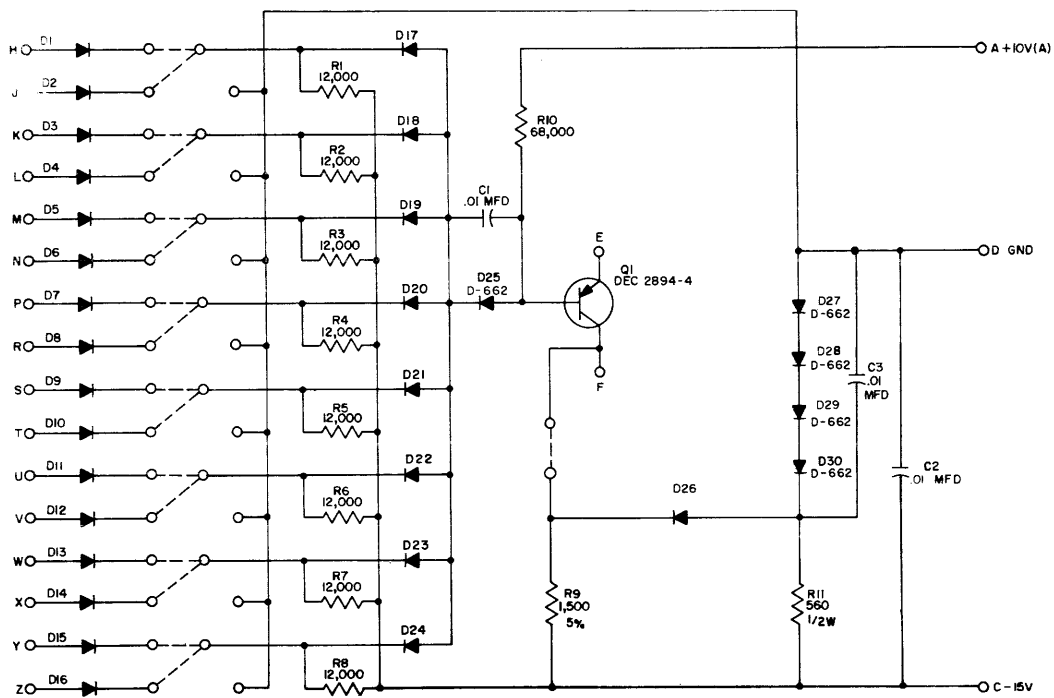 H D1
J D2
K D3
L D4
M D5
N D6
P D7
R D8
S D9
T D10
U D11
V D12
W D13
X D14
Y D15
Z D16
R1
12,000
R2
12,000
R3
12,000
R4
12,000
R5
12,000
R6
12,000
R7
12,000
R8
12,000
D17
D18
D19
D20
D21
D22
D23
D24
C1
.01 MFD
D25
D-662
R10
68,000
E
Q1
DEC 2894-4
F
D26
R9
1,500
5%
A+10V(A)
D GND
D27
D-662
D28
D-662
D29
D-662
D30
D-662
C3
.01
MFD
C2
.01 MFD
R11
560
1/2W
C-15V